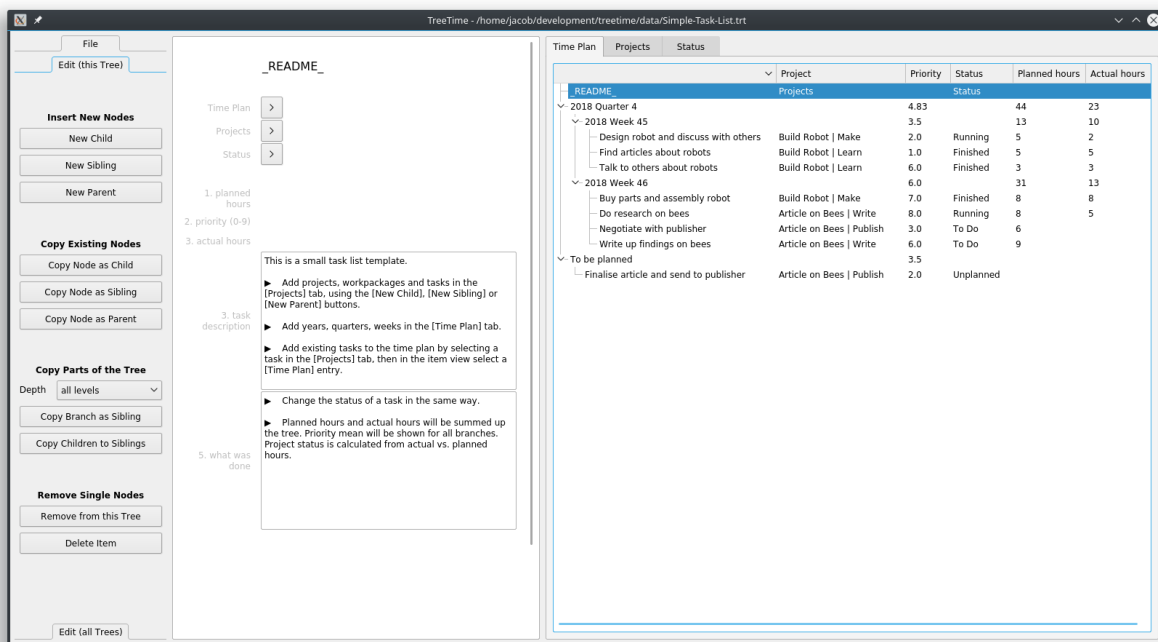 TreeTime - /home/jacob/development/treetime/data/Simple-Task-List.trt
File
Edit (this Tree)
Insert New Nodes
New Child
New Sibling
New Parent
Copy Existing Nodes
Copy Node as Child
Copy Node as Sibling
Copy Node as Parent
Copy Parts of the Tree
Depth all levels
Copy Branch as Sibling
Copy Children to Siblings
Remove Single Nodes
Remove from this Tree
Delete Item
Edit (all Trees)
_README_
Time Plan >
Projects >
Status >
1. planned
hours
2. priority (0-9)
3. actual hours
3. task
description
This is a small task list template.
► Add projects, workpackages and tasks in the
[Projects] tab, using the [New Child], [New Sibling] or
[New Parent] buttons.
► Add years, quarters, weeks in the [Time Plan] tab.
► Add existing tasks to the time plan by selecting a
task in the [Projects] tab, then in the item view select a
[Time Plan] entry.
5. what was
done
► Change the status of a task in the same way.
► Planned hours and actual hours will be summed up
the tree. Priority mean will be shown for all branches.
Project status is calculated from actual vs. planned
hours.
Time Plan Projects Status
Project Priority Status Planned hours Actual hours
_README_ Projects Status
2018 Quarter 4 4.83 44 23
2018 Week 45 3.5 13 10
Design robot and discuss with others Build Robot | Make 2.0 Running 5 2
Find articles about robots Build Robot | Learn 1.0 Finished 5 5
Talk to others about robots Build Robot | Learn 6.0 Finished 3 3
2018 Week 46 6.0 31 13
Buy parts and assembly robot Build Robot | Make 7.0 Finished 8 8
Do research on bees Article on Bees | Write 8.0 Running 8 5
Negotiate with publisher Article on Bees | Publish 3.0 To Do 6
Write up findings on bees Article on Bees | Write 6.0 To Do 9
To be planned 3.5
Finalise article and send to publisher Article on Bees | Publish 2.0 Unplanned